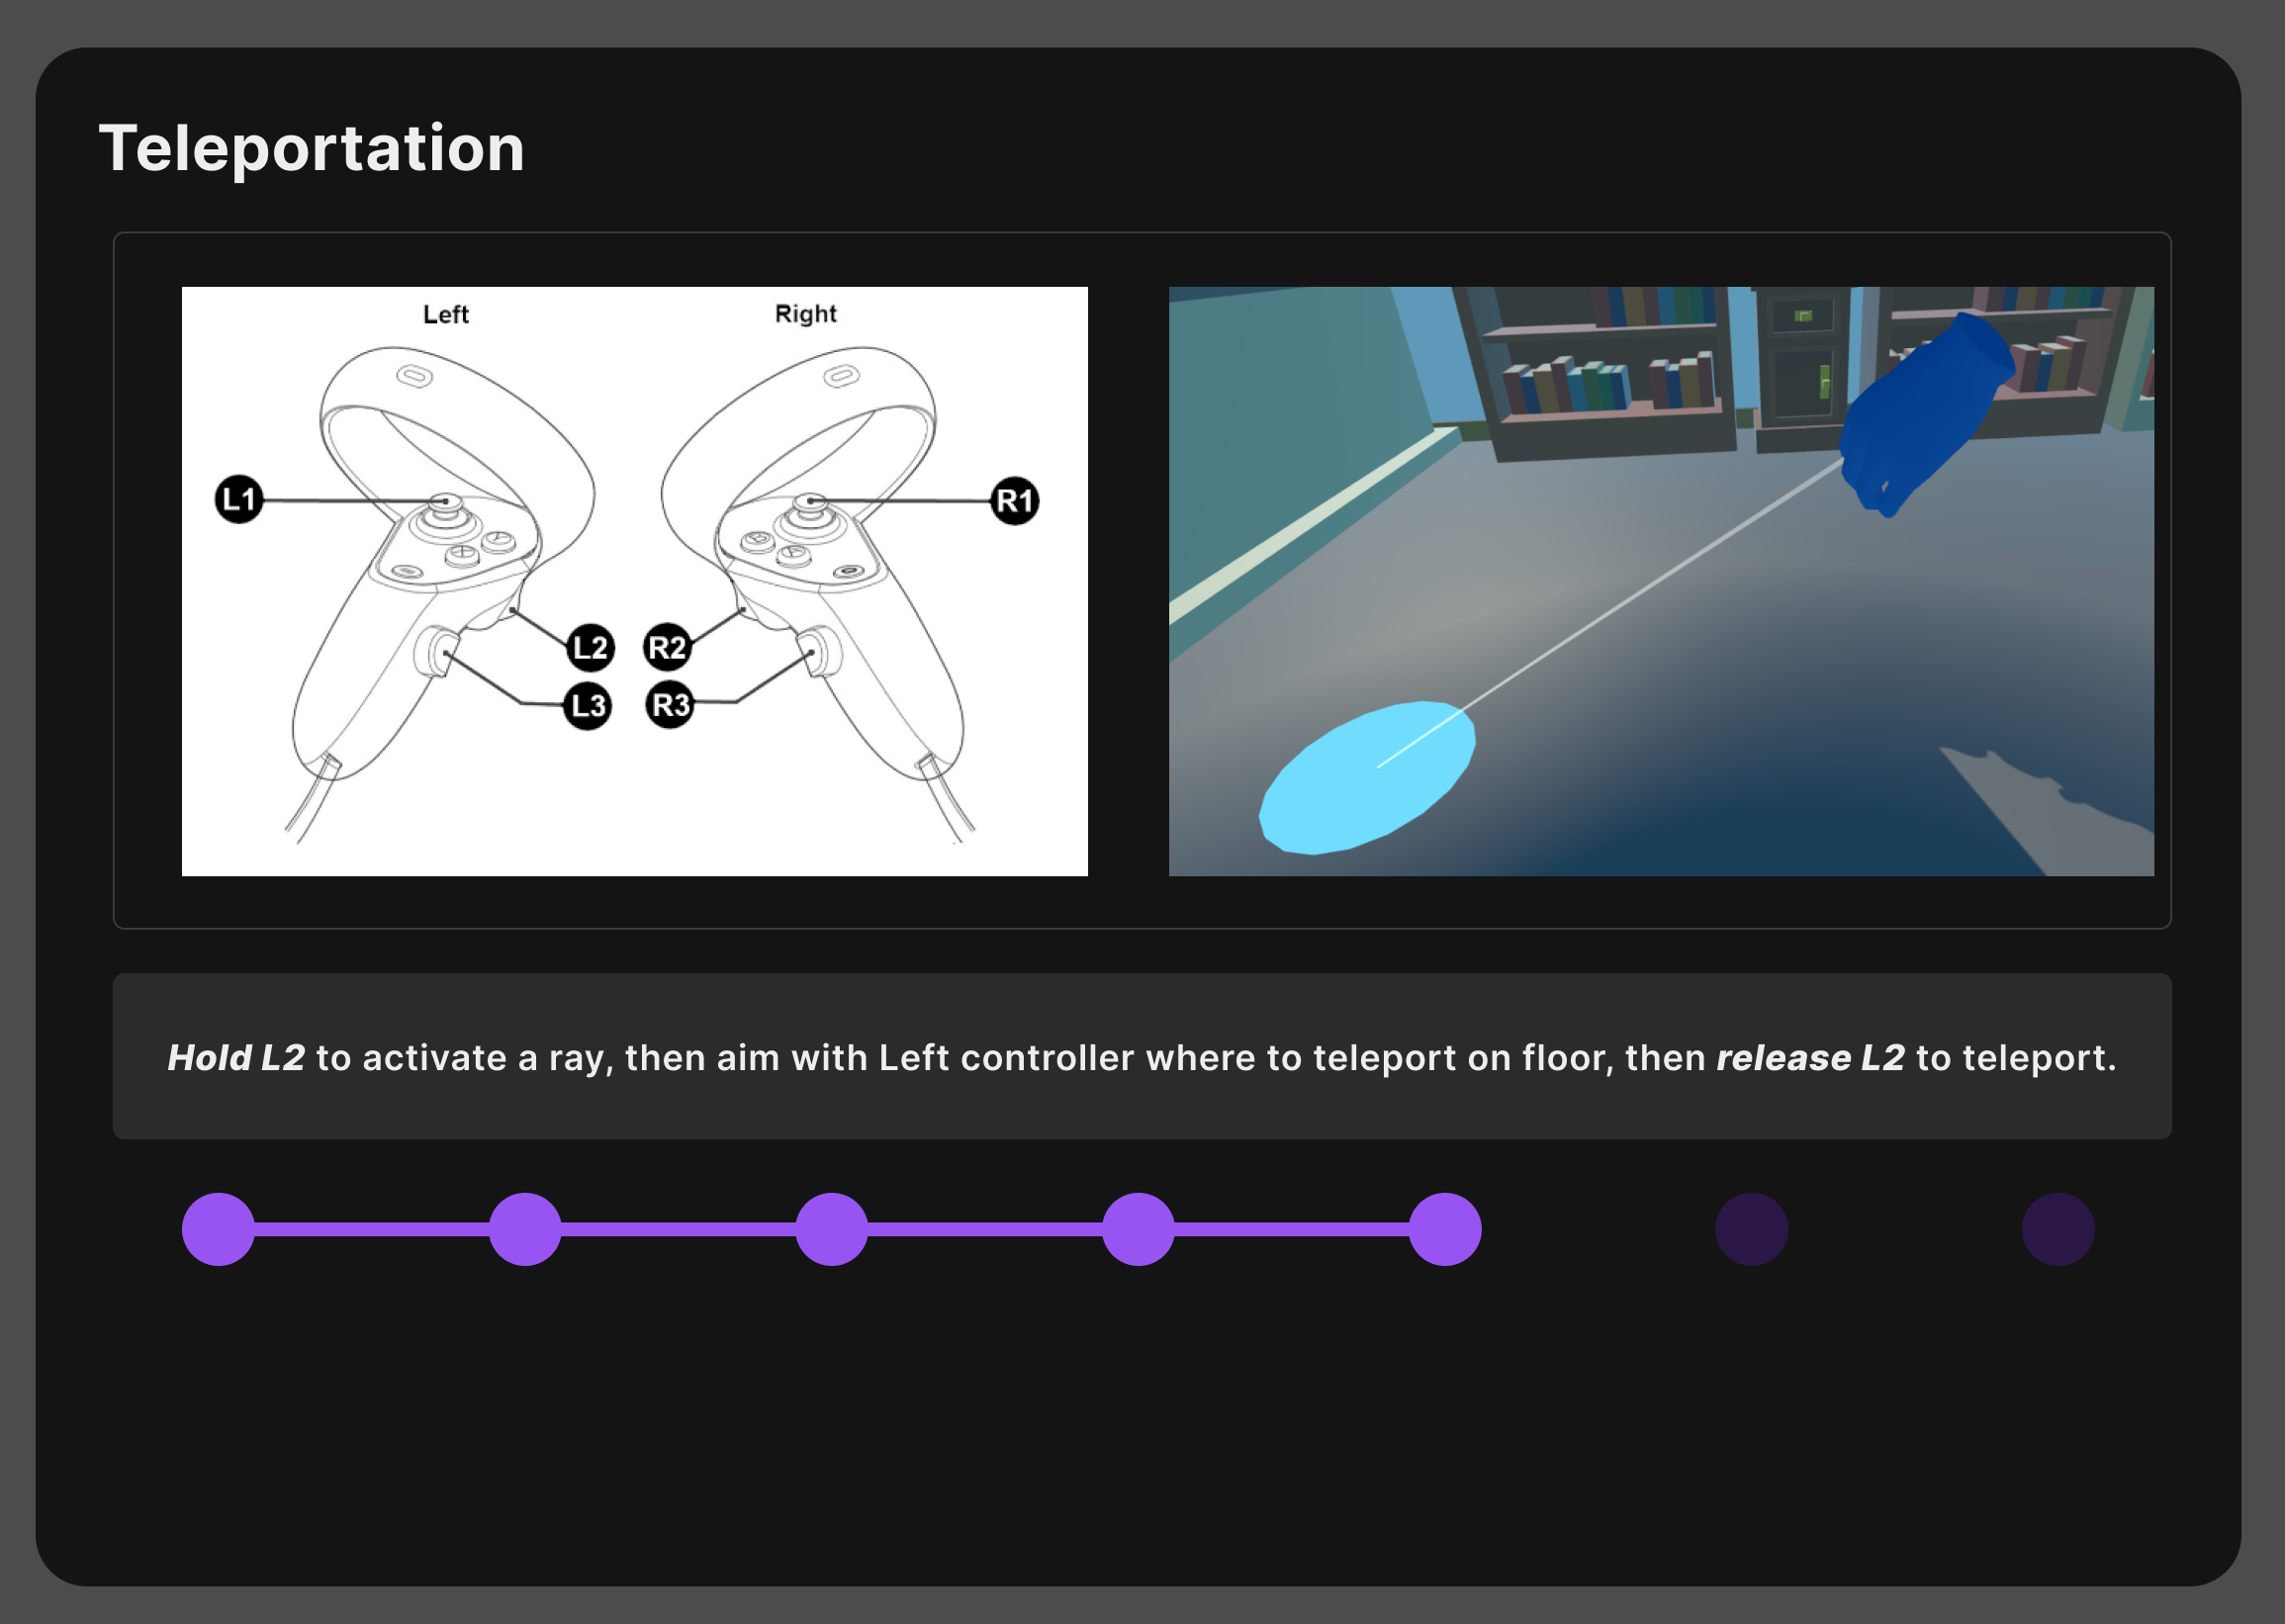 Teleportation
Left
Right
L1
R1
L2
R2
L3
R3
Hold L2 to activate a ray, then aim with Left controller where to teleport on floor, then release L2 to teleport.